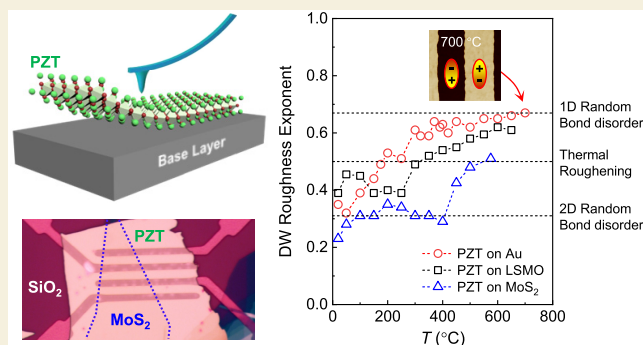 PZT
Base Layer
PZT
SiO₂
MoS₂
DW Roughness Exponent
1.0
0.8
0.6
0.4
0.2
0.0
0 200 400 600 800
T (°C)
700 °C
- +
+ -
1D Random
Bond disorder
Thermal
Roughening
2D Random
Bond disorder
PZT on Au
PZT on LSMO
PZT on MoS₂